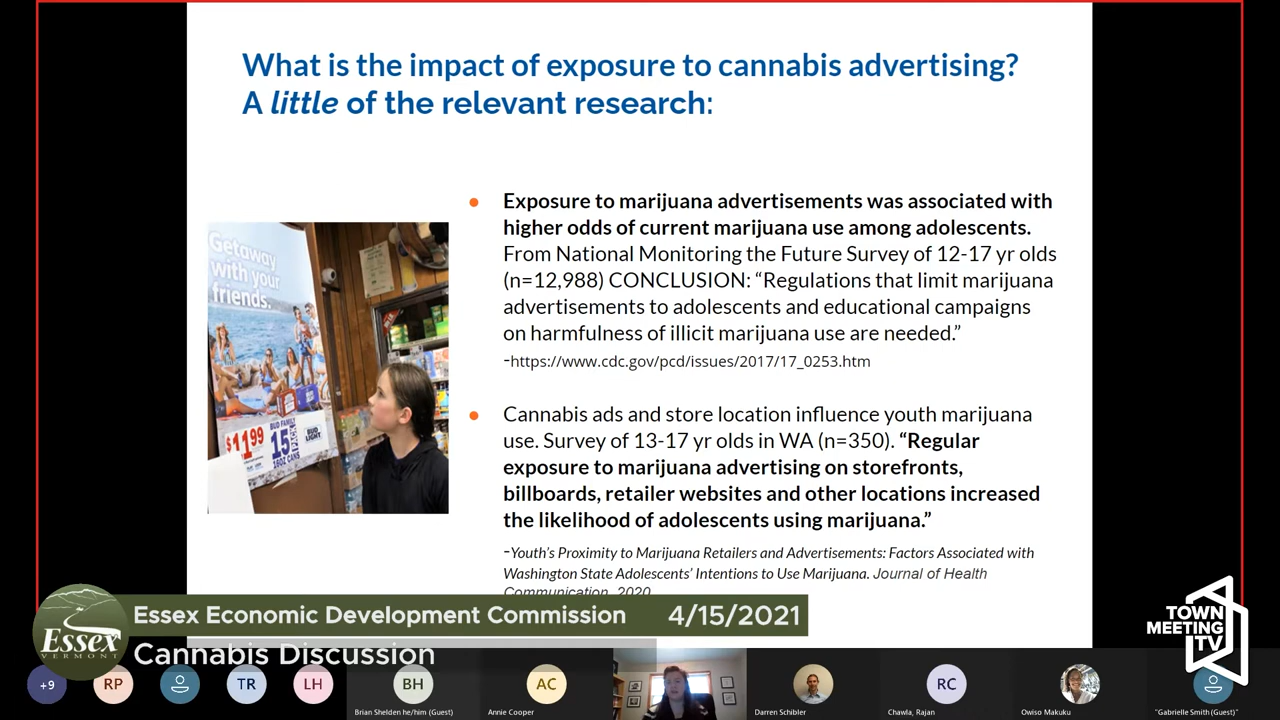 What is the impact of exposure to cannabis advertising?
A little of the relevant research:
Exposure to marijuana advertisements was associated with
higher odds of current marijuana use among adolescents.
From National Monitoring the Future Survey of 12-17 yr olds
(n=12,988) CONCLUSION: “Regulations that limit marijuana
advertisements to adolescents and educational campaigns
on harmfulness of illicit marijuana use are needed.”
-https://www.cdc.gov/pcd/issues/2017/17_0253.htm
Cannabis ads and store location influence youth marijuana
use. Survey of 13-17 yr olds in WA (n=350). “Regular
exposure to marijuana advertising on storefronts,
billboards, retailer websites and other locations increased
the likelihood of adolescents using marijuana.”
-Youth's Proximity to Marijuana Retailers and Advertisements: Factors Associated with
Washington State Adolescents' Intentions to Use Marijuana. Journal of Health
Communication, 2020
Getaway
with your
friends.
$11.99
BUD FAMILY
15
PACK
16OZ CANS
BUD
LIGHT
Essex
VERMONT
Essex Economic Development Commission 4/15/2021
Cannabis Discussion
TOWN
MEETING
TV
+9
RP
TR
LH
BH
Brian Shelden he/him (Guest)
AC
Annie Cooper
Darren Schibler
RC
Chawla, Rajan
Owiso Makuku
"Gabrielle Smith (Guest)"